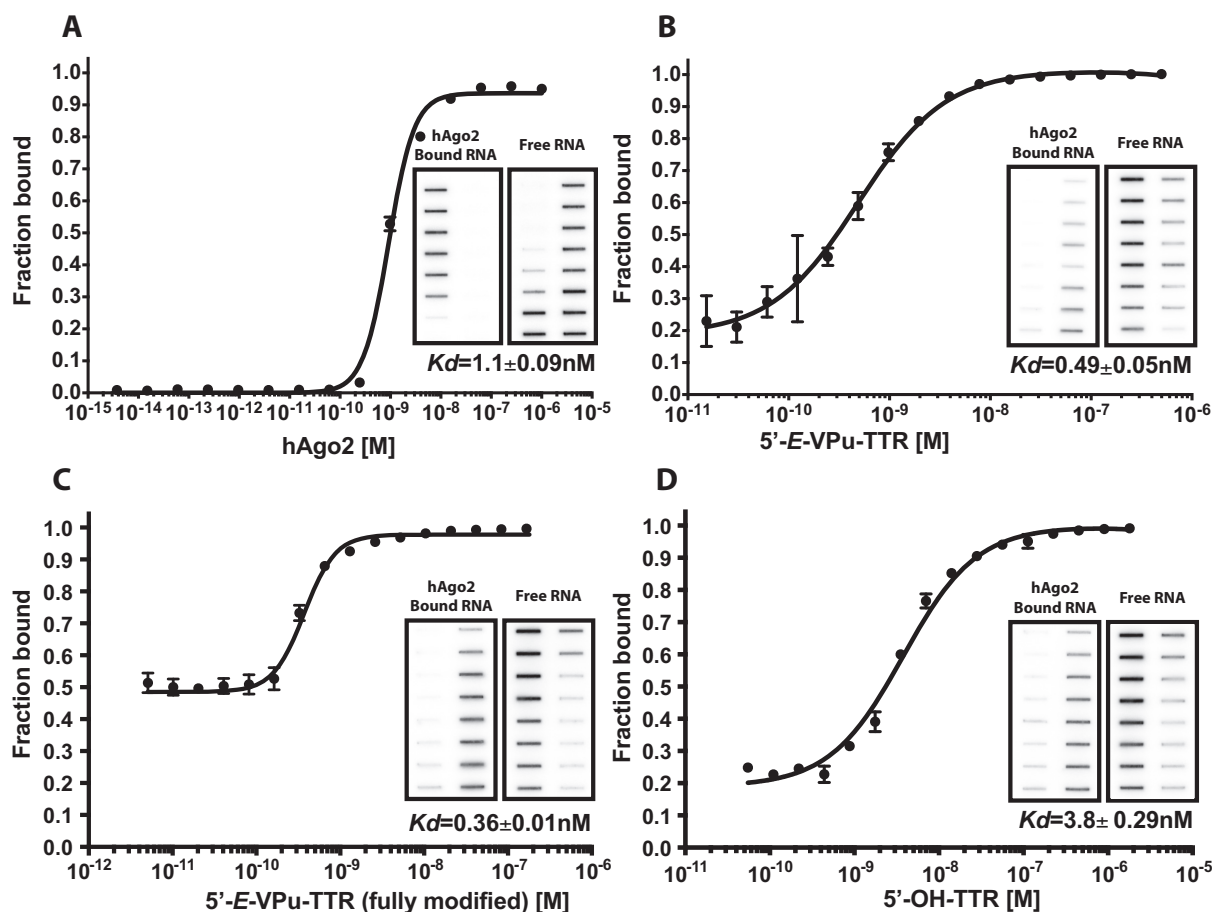 A
Fraction bound
1.0
0.9
0.8
0.7
0.6
0.5
0.4
0.3
0.2
0.1
0.0
hAgo2
Bound RNA
Free RNA
Kd=1.1±0.09nM
10-15 10-14 10-13 10-12 10-11 10-10 10-9 10-8 10-7 10-6 10-5
hAgo2 [M]
B
Fraction bound
1.0
0.9
0.8
0.7
0.6
0.5
0.4
0.3
0.2
0.1
0.0
hAgo2
Bound RNA
Free RNA
Kd=0.49±0.05nM
10-11 10-10 10-9 10-8 10-7 10-6
5'-E-VPu-TTR [M]
C
Fraction bound
1.0
0.9
0.8
0.7
0.6
0.5
0.4
0.3
0.2
0.1
0.0
hAgo2
Bound RNA
Free RNA
Kd=0.36±0.01nM
10-12 10-11 10-10 10-9 10-8 10-7 10-6
5'-E-VPu-TTR (fully modified) [M]
D
Fraction bound
1.0
0.9
0.8
0.7
0.6
0.5
0.4
0.3
0.2
0.1
0.0
hAgo2
Bound RNA
Free RNA
Kd=3.8± 0.29nM
10-11 10-10 10-9 10-8 10-7 10-6 10-5
5'-OH-TTR [M]